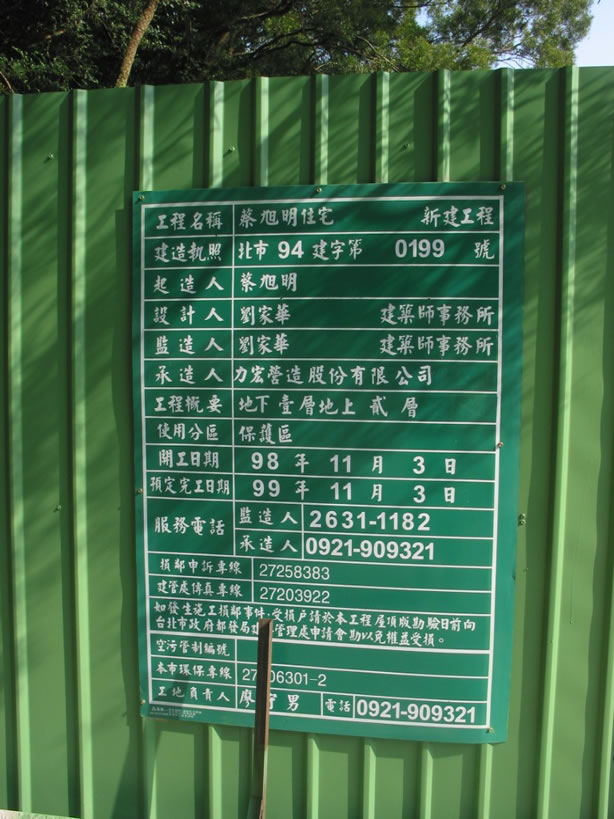 工程名稱 蔡旭明住宅 新建工程
建造執照 北市 94 建字第 0199 號
起造人 蔡旭明
設計人 劉家華 建築師事務所
監造人 劉家華 建築師事務所
承造人 力宏營造股份有限公司
工程概要 地下壹層地上貳層
使用分區 保護區
開工日期 98 年 11 月 3 日
預定完工日期 99 年 11 月 3 日
服務電話 監造人 2631-1182
承造人 0921-909321
損鄰申訴專線 27258383
建管處傳真專線 27203922
如發生施工損鄰事件,受損戶請於本工程屋頂版勘驗日前向
台北市政府都發局建管理處申請會勘以免權益受損。
空污管制編號
本市環保專線 27 06301-2
工地負責人 廖 男 電話 0921-909321